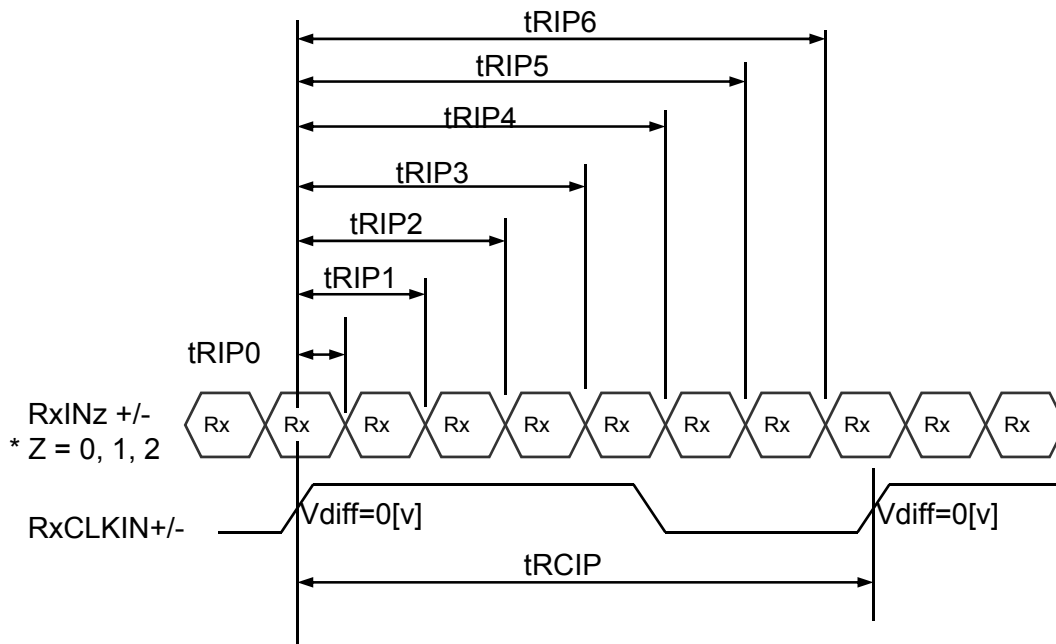 tRIP6
tRIP5
tRIP4
tRIP3
tRIP2
tRIP1
tRIP0
RxINz +/-
* Z = 0, 1, 2
Rx Rx Rx Rx Rx Rx Rx Rx Rx Rx Rx
RxCLKIN+/-
Vdiff=0[v] Vdiff=0[v]
tRCIP